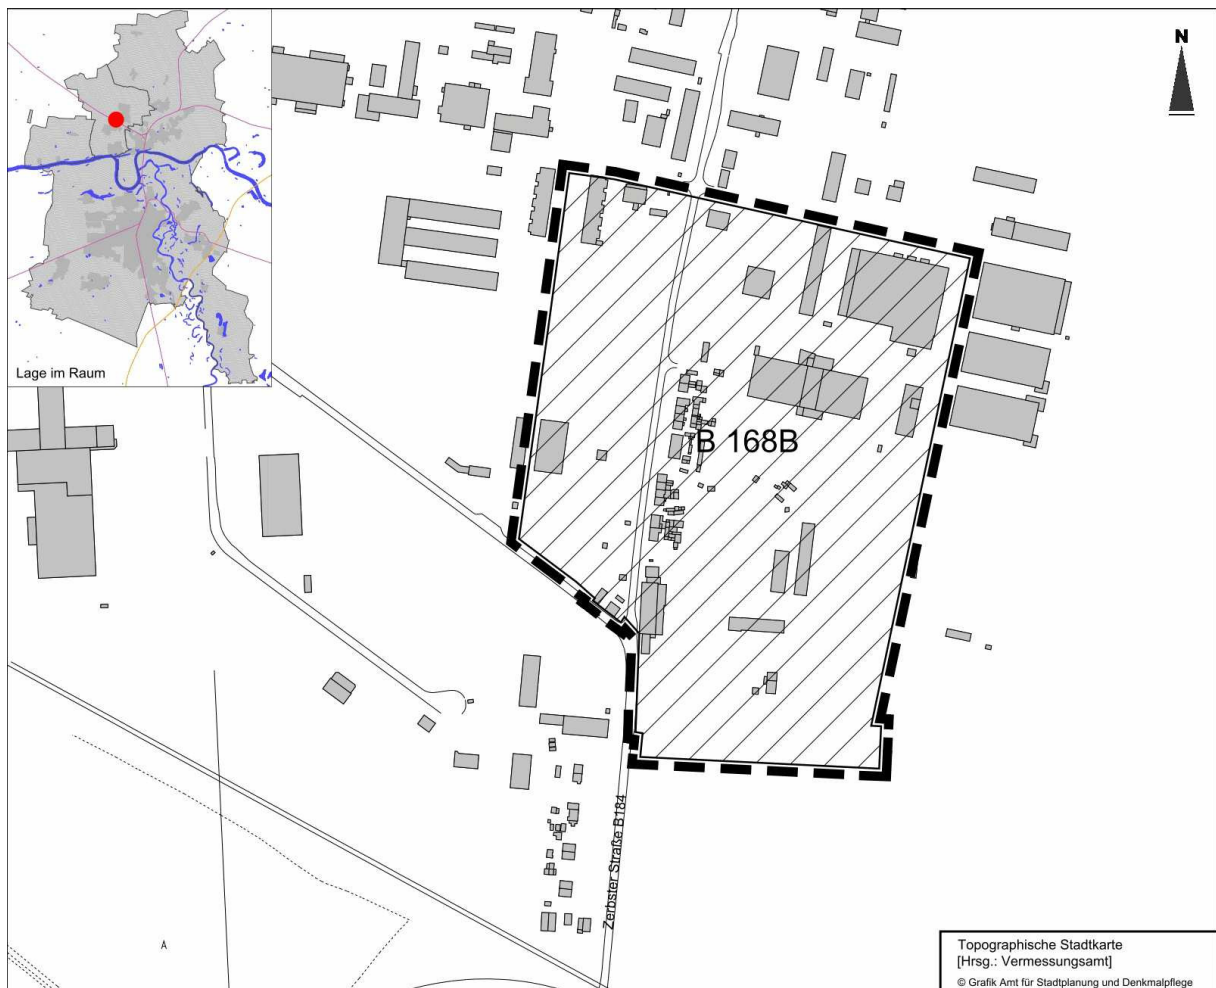 N
Lage im Raum
B 168B
Zerbster Straße B184
A
Topographische Stadtkarte
[Hrsg.: Vermessungsamt]
© Grafik Amt für Stadtplanung und Denkmalpflege